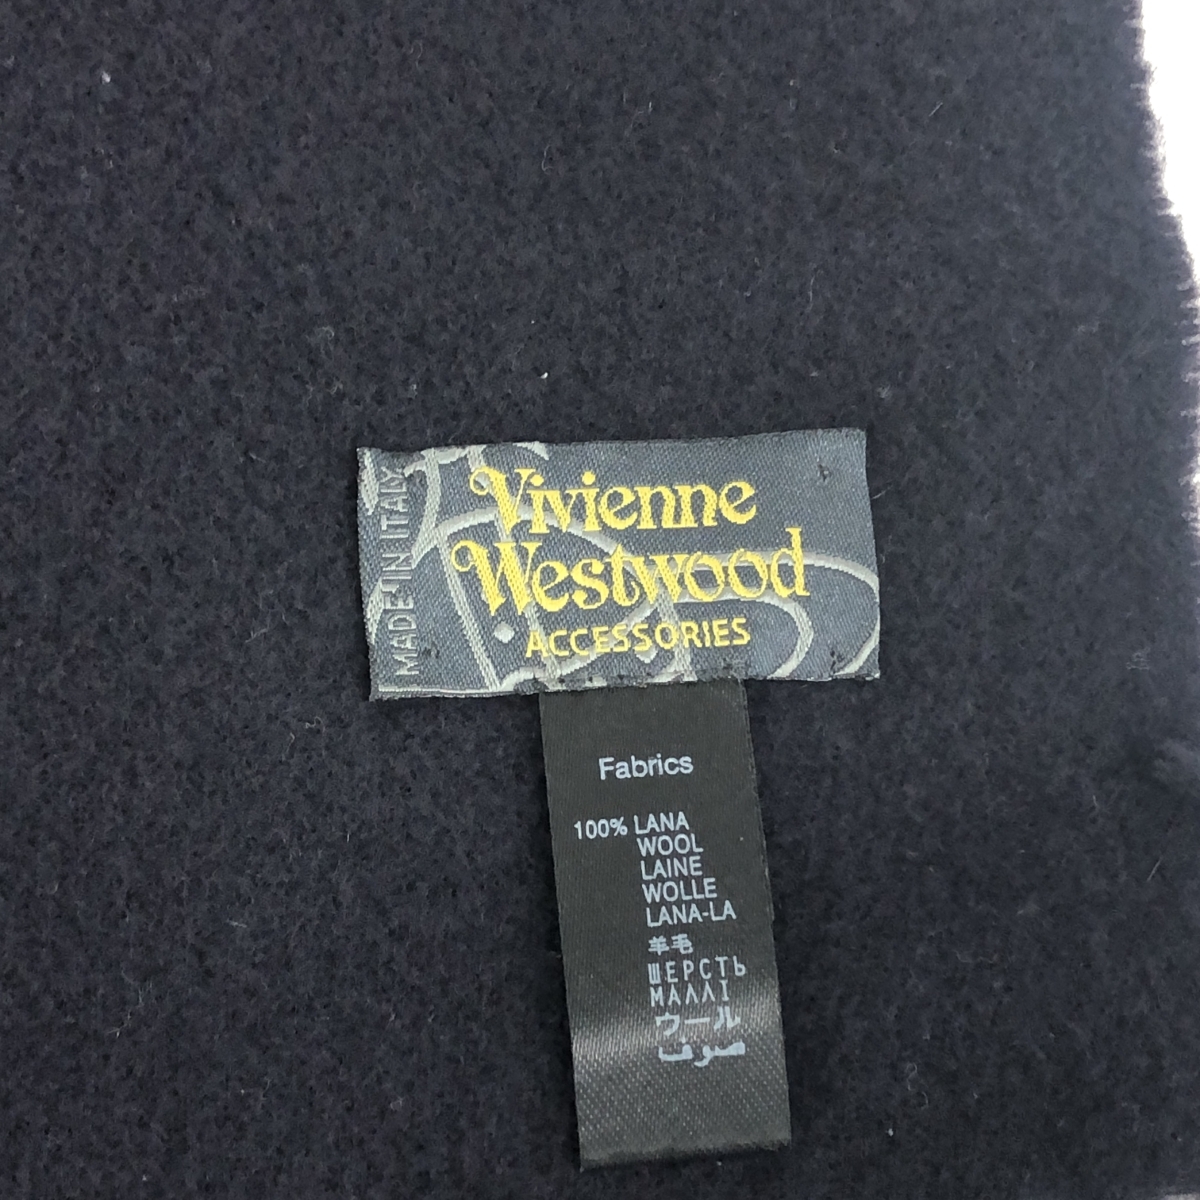 MADE IN ITALY
Vivienne
Westwood
ACCESSORIES
Fabrics
100% LANA
WOOL
LAINE
WOLLE
LANA-LA
羊毛
ШЕРСТЬ
ΜΑΛΛΙ
ウール
صوف